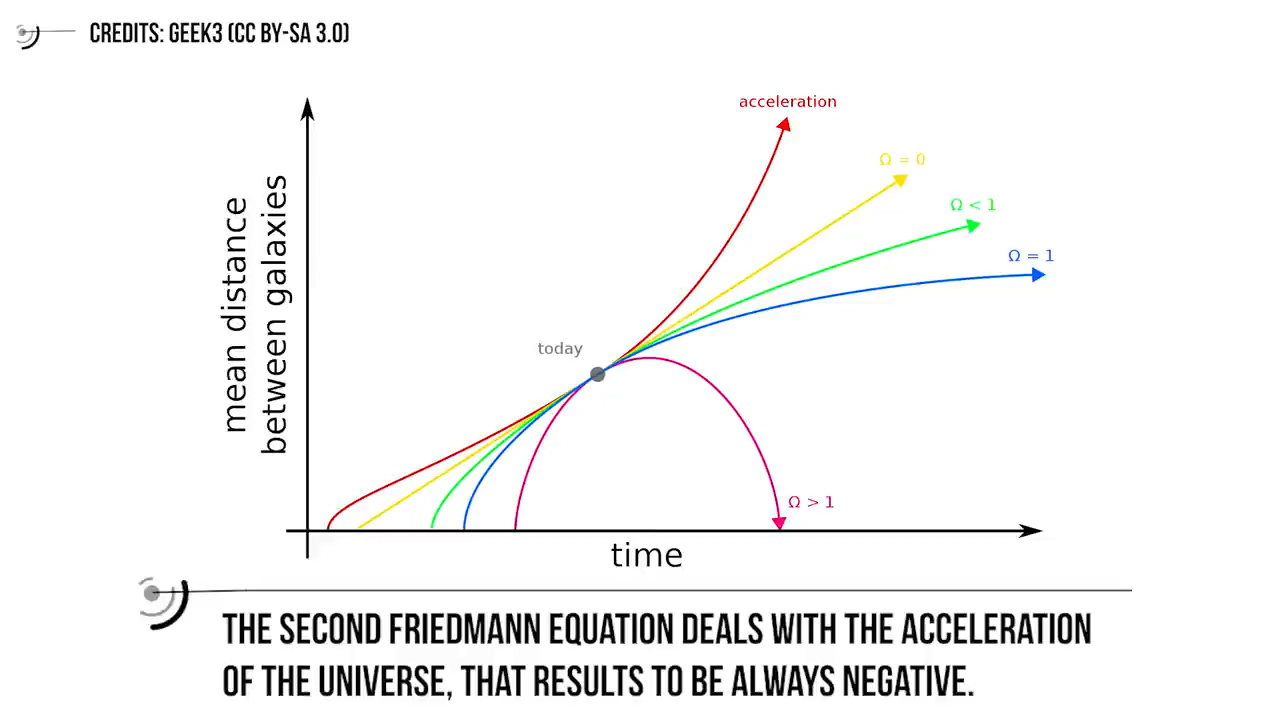 CREDITS: GEEK3 (CC BY-SA 3.0)
acceleration
Ω = 0
Ω < 1
Ω = 1
mean distance
between galaxies
today
Ω > 1
time
THE SECOND FRIEDMANN EQUATION DEALS WITH THE ACCELERATION
OF THE UNIVERSE, THAT RESULTS TO BE ALWAYS NEGATIVE.